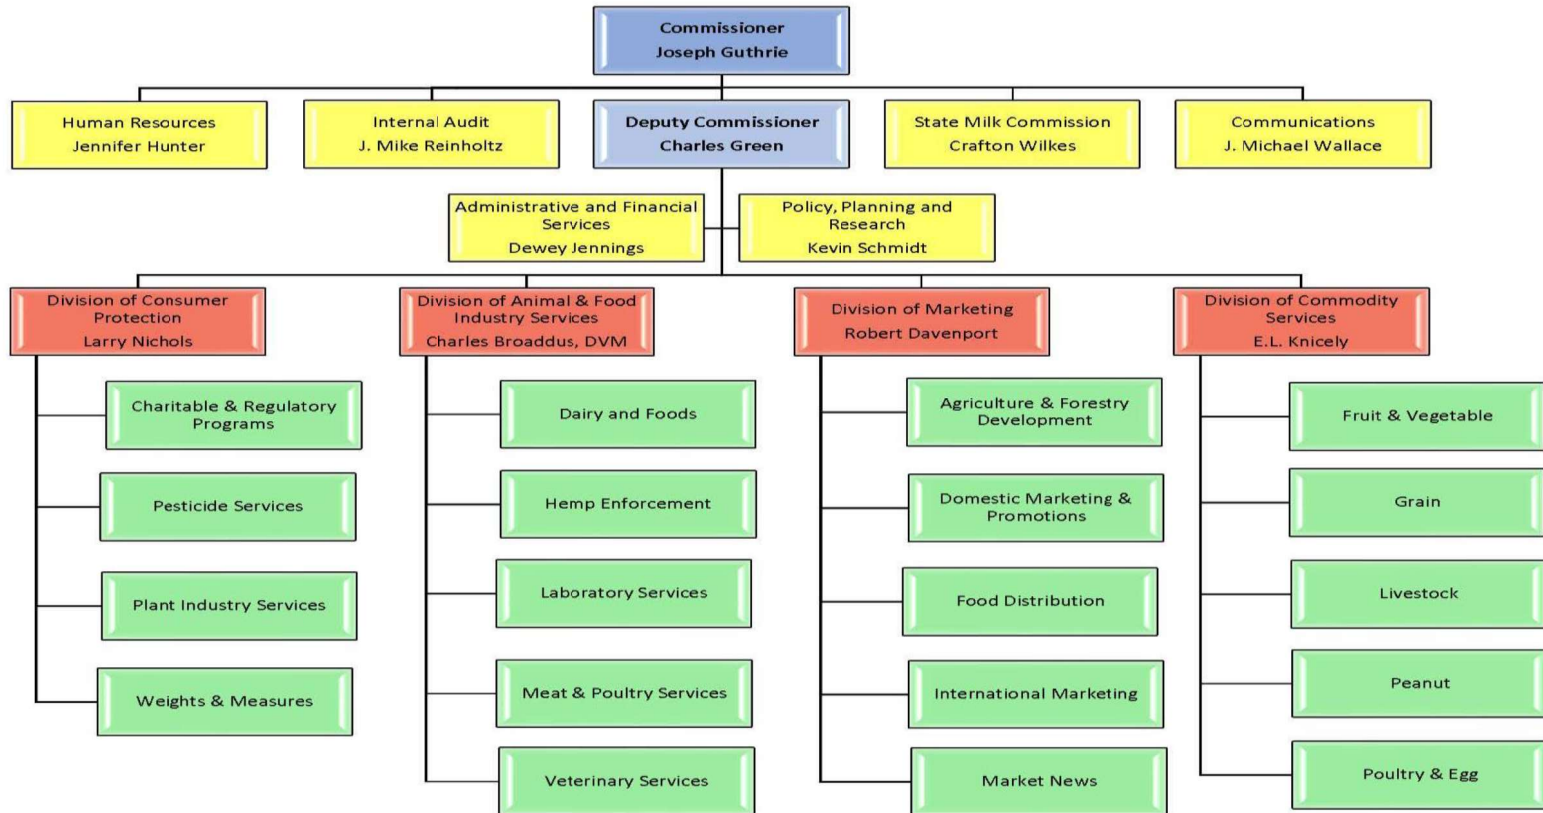 Commissioner
Joseph Guthrie
Human Resources
Jennifer Hunter
Internal Audit
J. Mike Reinholtz
Deputy Commissioner
Charles Green
State Milk Commission
Crafton Wilkes
Communications
J. Michael Wallace
Administrative and Financial
Services
Dewey Jennings
Policy, Planning and
Research
Kevin Schmidt
Division of Consumer
Protection
Larry Nichols
Division of Animal & Food
Industry Services
Charles Broaddus, DVM
Division of Marketing
Robert Davenport
Division of Commodity
Services
E.L. Knicely
Charitable & Regulatory
Programs
Pesticide Services
Plant Industry Services
Weights & Measures
Dairy and Foods
Hemp Enforcement
Laboratory Services
Meat & Poultry Services
Veterinary Services
Agriculture & Forestry
Development
Domestic Marketing &
Promotions
Food Distribution
International Marketing
Market News
Fruit & Vegetable
Grain
Livestock
Peanut
Poultry & Egg